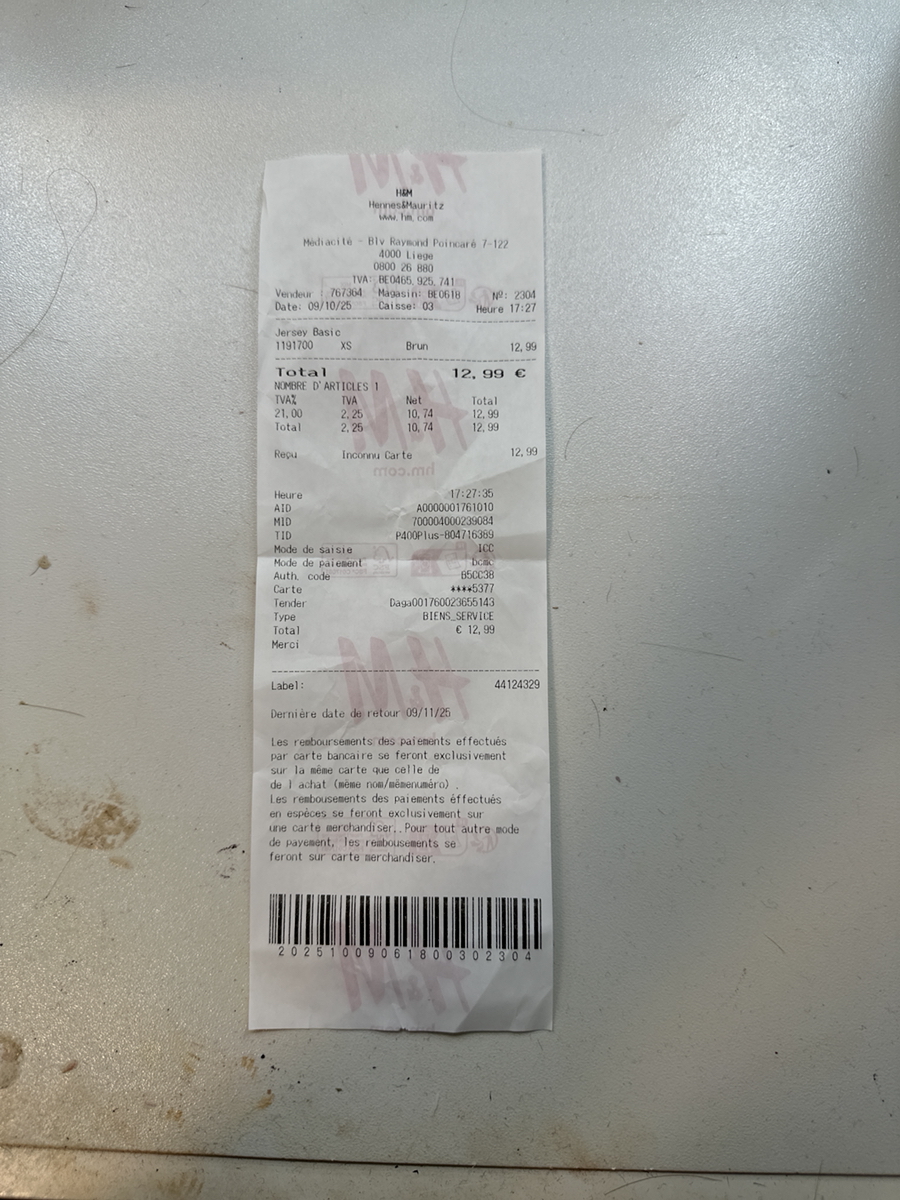 H&M
Hennes&Mauritz
www.hm.com
Médiacité - Blv Raymond Poincaré 7-122
4000 Liege
0800 26 880
TVA: BE0465.925.741
Vendeur : 767364 Magasin: BE0618 Nº: 2304
Date: 09/10/25 Caisse: 03 Heure 17:27
Jersey Basic
1191700 XS Brun 12,99
Total 12,99 €
NOMBRE D'ARTICLES 1
TVA% TVA Net Total
21,00 2,25 10,74 12,99
Total 2,25 10,74 12,99
Reçu Inconnu Carte 12,99
hm.com
Heure 17:27:35
AID A0000001761010
MID 700004000239084
TID P400Plus-804716369
Mode de saisie ICC
Mode de paiement bcmc
Auth. code B5CC38
Carte ****5377
Tender Daga001760023655143
Type BIENS_SERVICE
Total € 12,99
Merci
Label: 44124329
Dernière date de retour 09/11/25
Les remboursements des paiements effectués
par carte bancaire se feront exclusivement
sur la même carte que celle de
de l achat (même nom/mêmenuméro) .
Les rembousements des paiements éffectués
en espèces se feront exclusivement sur
une carte merchandiser.. Pour tout autre mode
de payement, les rembousements se
feront sur carte merchandiser.
20251009061800302304